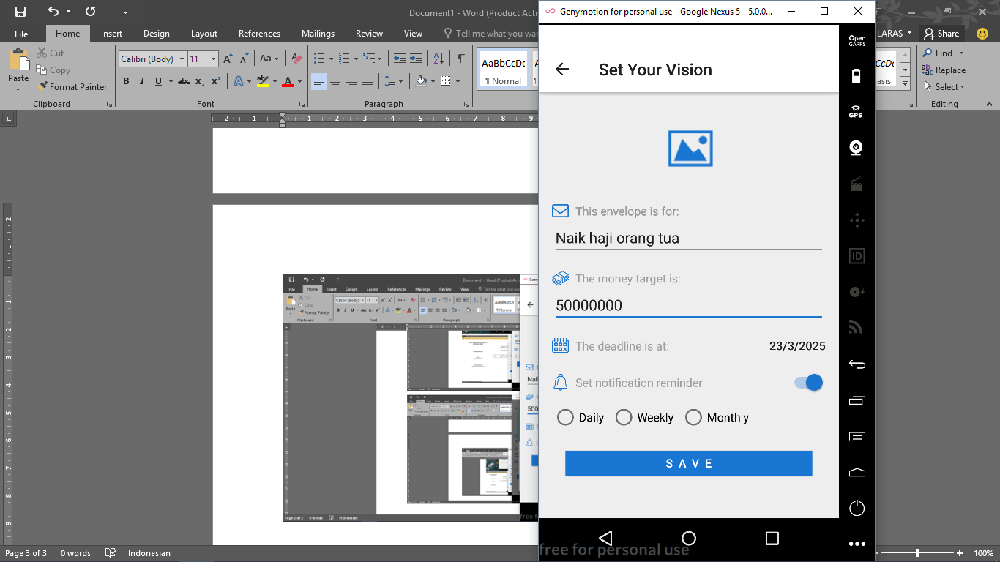 Document1 - Word (Product Acti
File
Home
Insert
Design
Layout
References
Mailings
Review
View
Tell me what you wan
LARAS
Share
Paste
Cut
Copy
Format Painter
Clipboard
Calibri (Body)
11
Font
Paragraph
AaBbCcDc
¶ Normal
Find
Replace
Select
Editing
Genymotion for personal use - Google Nexus 5 - 5.0.0...
Open
GAPPS
GPS
ID
Set Your Vision
This envelope is for:
Naik haji orang tua
The money target is:
50000000
The deadline is at:
23/3/2025
Set notification reminder
Daily
Weekly
Monthly
SAVE
free for personal use
Page 3 of 3
0 words
Indonesian
100%